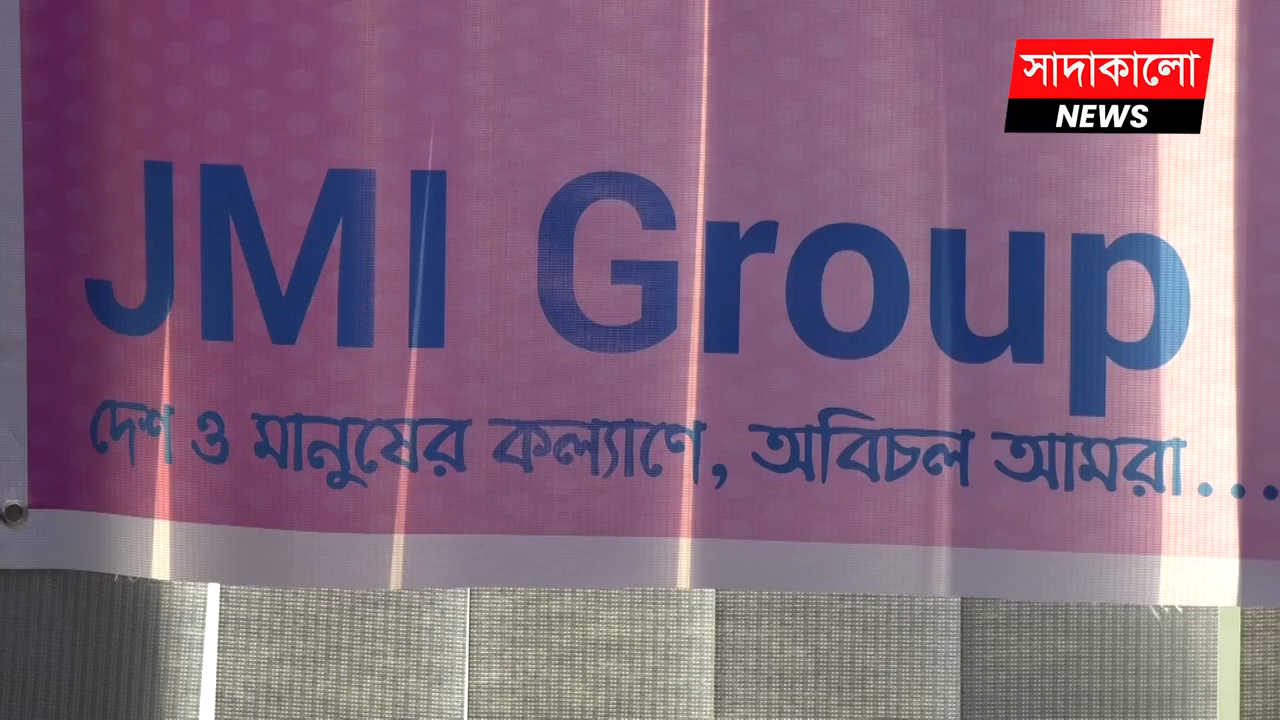 সাদাকালো
NEWS
JMI Group
দেশ ও মানুষের কল্যাণে, অবিচল আমরা...